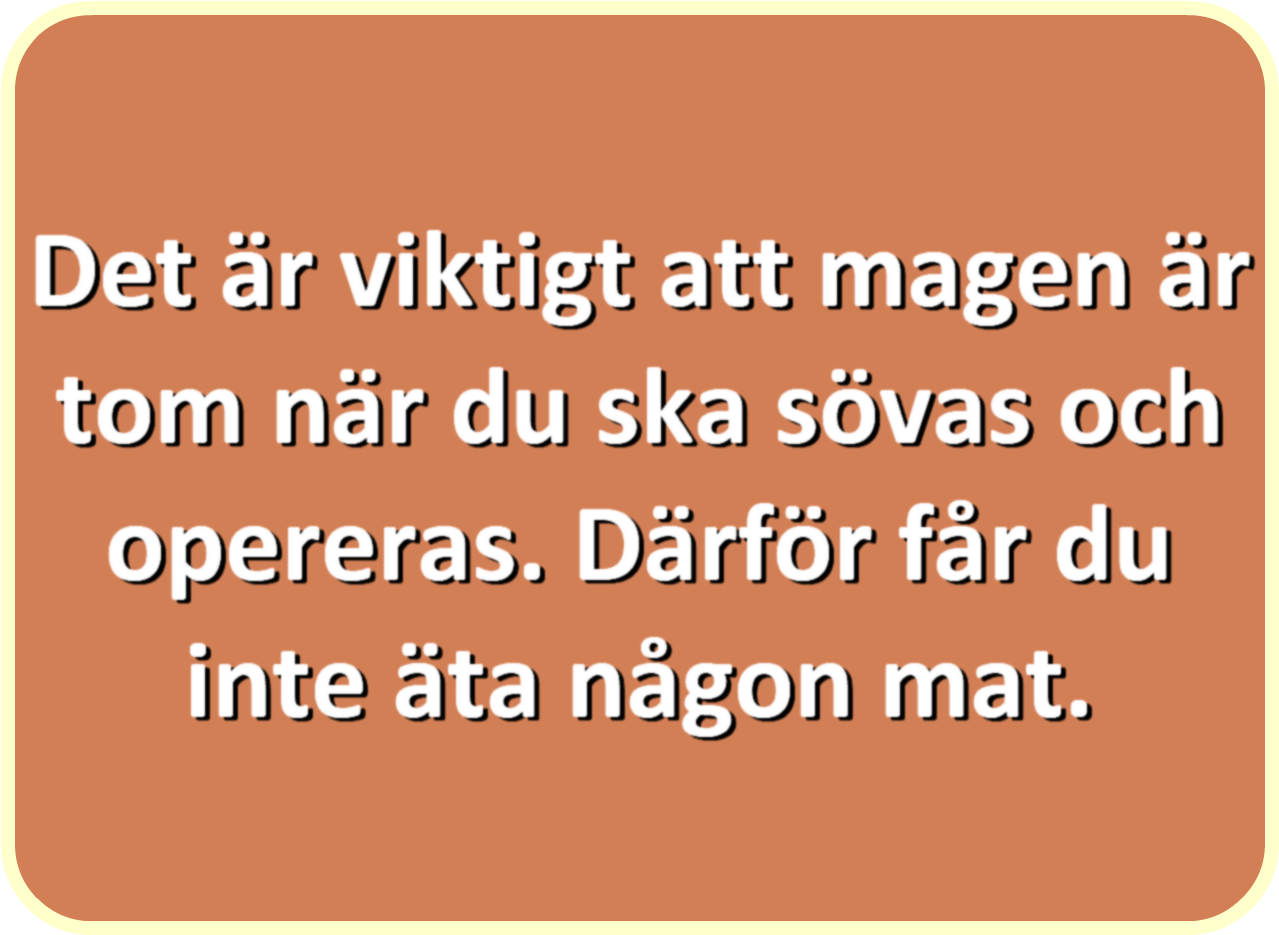 Det är viktigt att magen är
tom när du ska sövas och
opereras. Därför får du
inte äta någon mat.